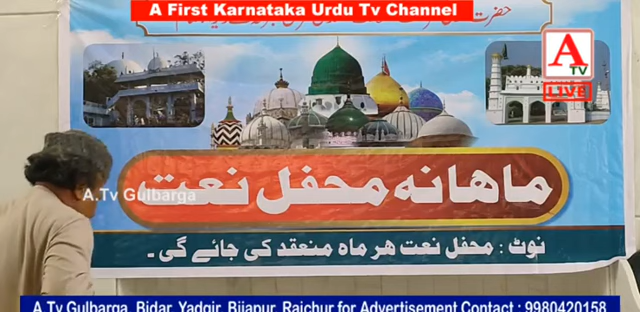 A First Karnataka Urdu Tv Channel
A
TV
LIVE
ماهانه محفل نعت
A.Tv Gulbarga
نوٹ : محفل نعت ہر ماہ منعقد کی جائے گی۔
A.Tv Gulbarga, Bidar, Yadgir, Bijapur, Raichur for Advertisement Contact : 9980420158